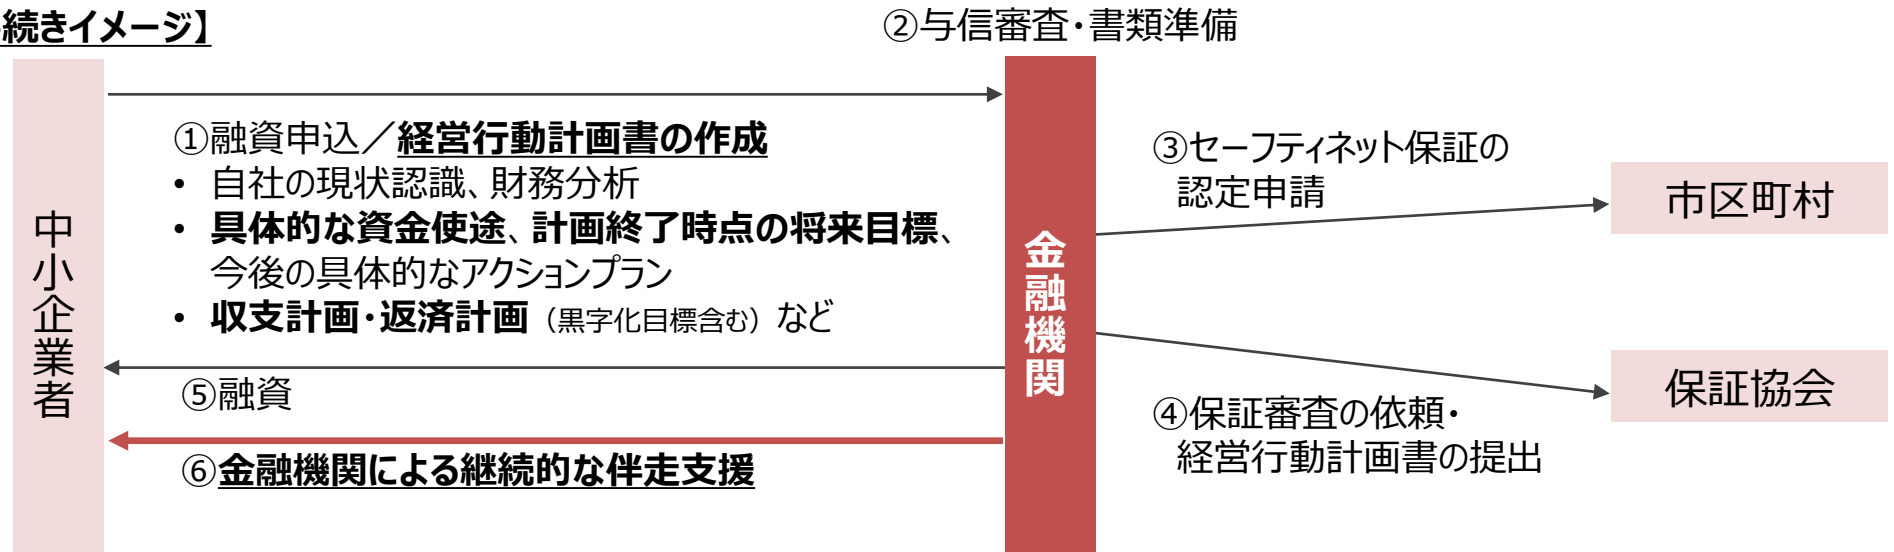 続きイメージ】
②与信審査・書類準備
①融資申込／経営行動計画書の作成
• 自社の現状認識、財務分析
• 具体的な資金使途、計画終了時点の将来目標、
今後の具体的なアクションプラン
• 収支計画・返済計画（黒字化目標含む）など
中小企業者
⑤融資
⑥金融機関による継続的な伴走支援
金融機関
③セーフティネット保証の
認定申請
市区町村
保証協会
④保証審査の依頼・
経営行動計画書の提出